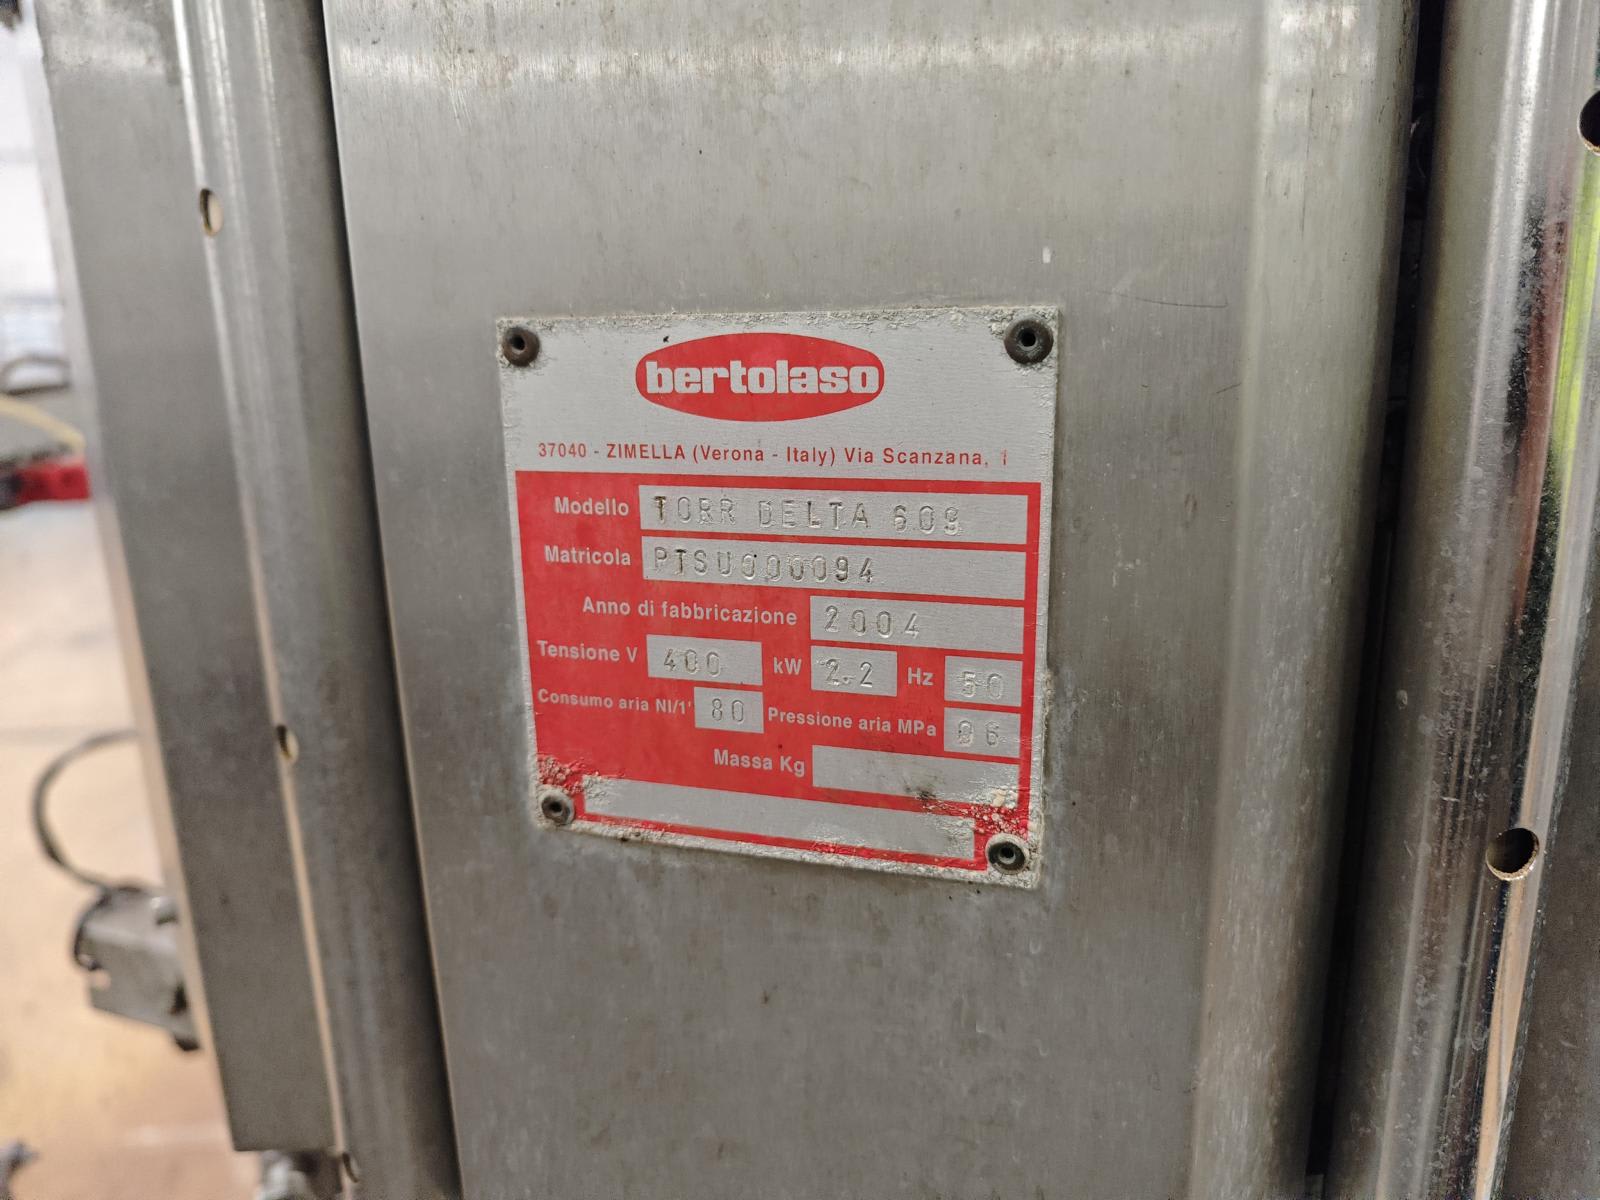 bertolaso
37040 - ZIMELLA (Verona - Italy) Via Scanzana, 1
Modello TORR DELTA 609
Matricola PTSU000094
Anno di fabbricazione 2004
Tensione V 400 kW 2.2 Hz 50
Consumo aria Nl/1' 80 Pressione aria MPa 06
Massa Kg